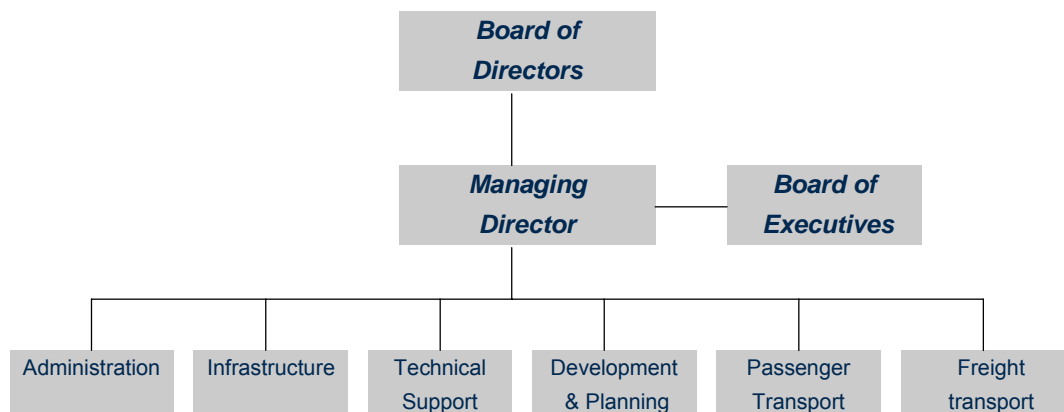 Board of
Directors
Managing
Director
Board of
Executives
Administration
Infrastructure
Technical
Support
Development
& Planning
Passenger
Transport
Freight
transport